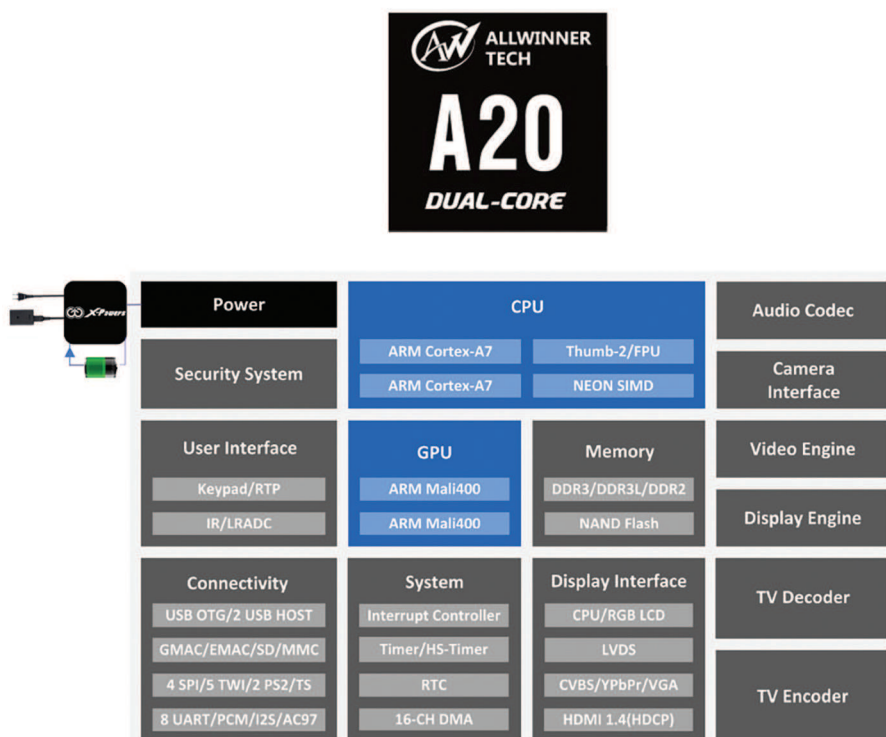 ALLWINNER
TECH
A20
DUAL-CORE
X-Powers
Power
CPU
Audio Codec
ARM Cortex-A7
Thumb-2/FPU
ARM Cortex-A7
NEON SIMD
Security System
Camera
Interface
User Interface
Keypad/RTP
IR/LRADC
GPU
ARM Mali400
ARM Mali400
Memory
DDR3/DDR3L/DDR2
NAND Flash
Video Engine
Display Engine
Connectivity
USB OTG/2 USB HOST
GMAC/EMAC/SD/MMC
4 SPI/5 TWI/2 PS2/TS
8 UART/PCM/I2S/AC97
System
Interrupt Controller
Timer/HS-Timer
RTC
16-CH DMA
Display Interface
CPU/RGB LCD
LVDS
CVBS/YPbPr/VGA
HDMI 1.4(HDCP)
TV Decoder
TV Encoder